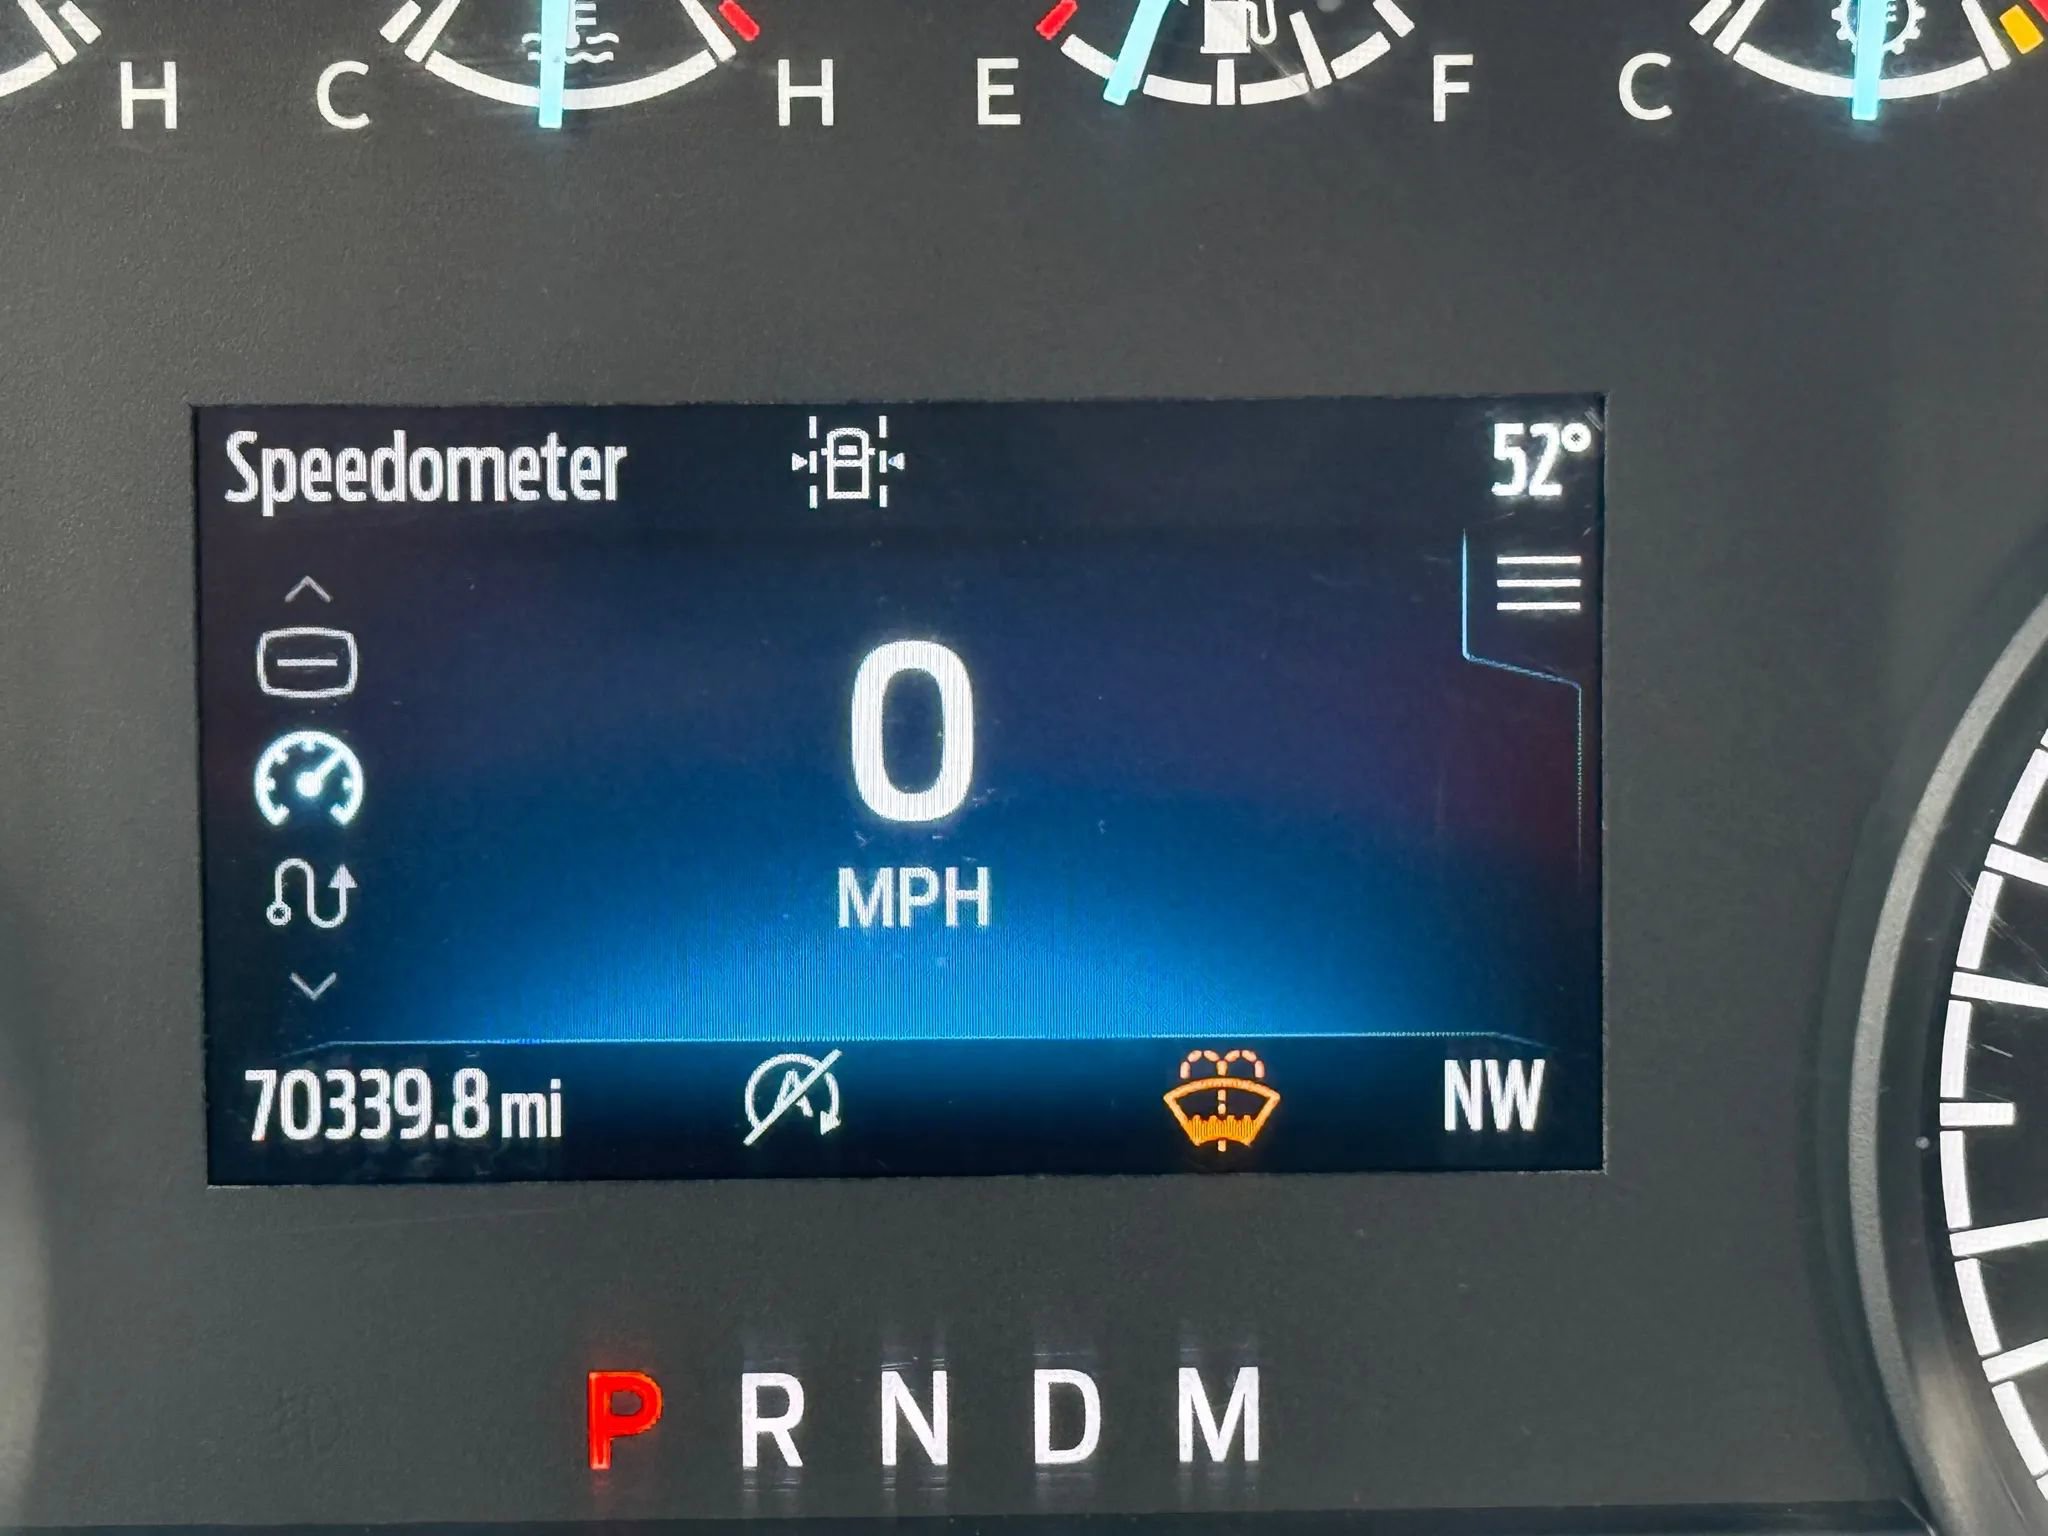 H C H E F C
Speedometer 52°
0
MPH
70339.8 mi A NW
P R N D M